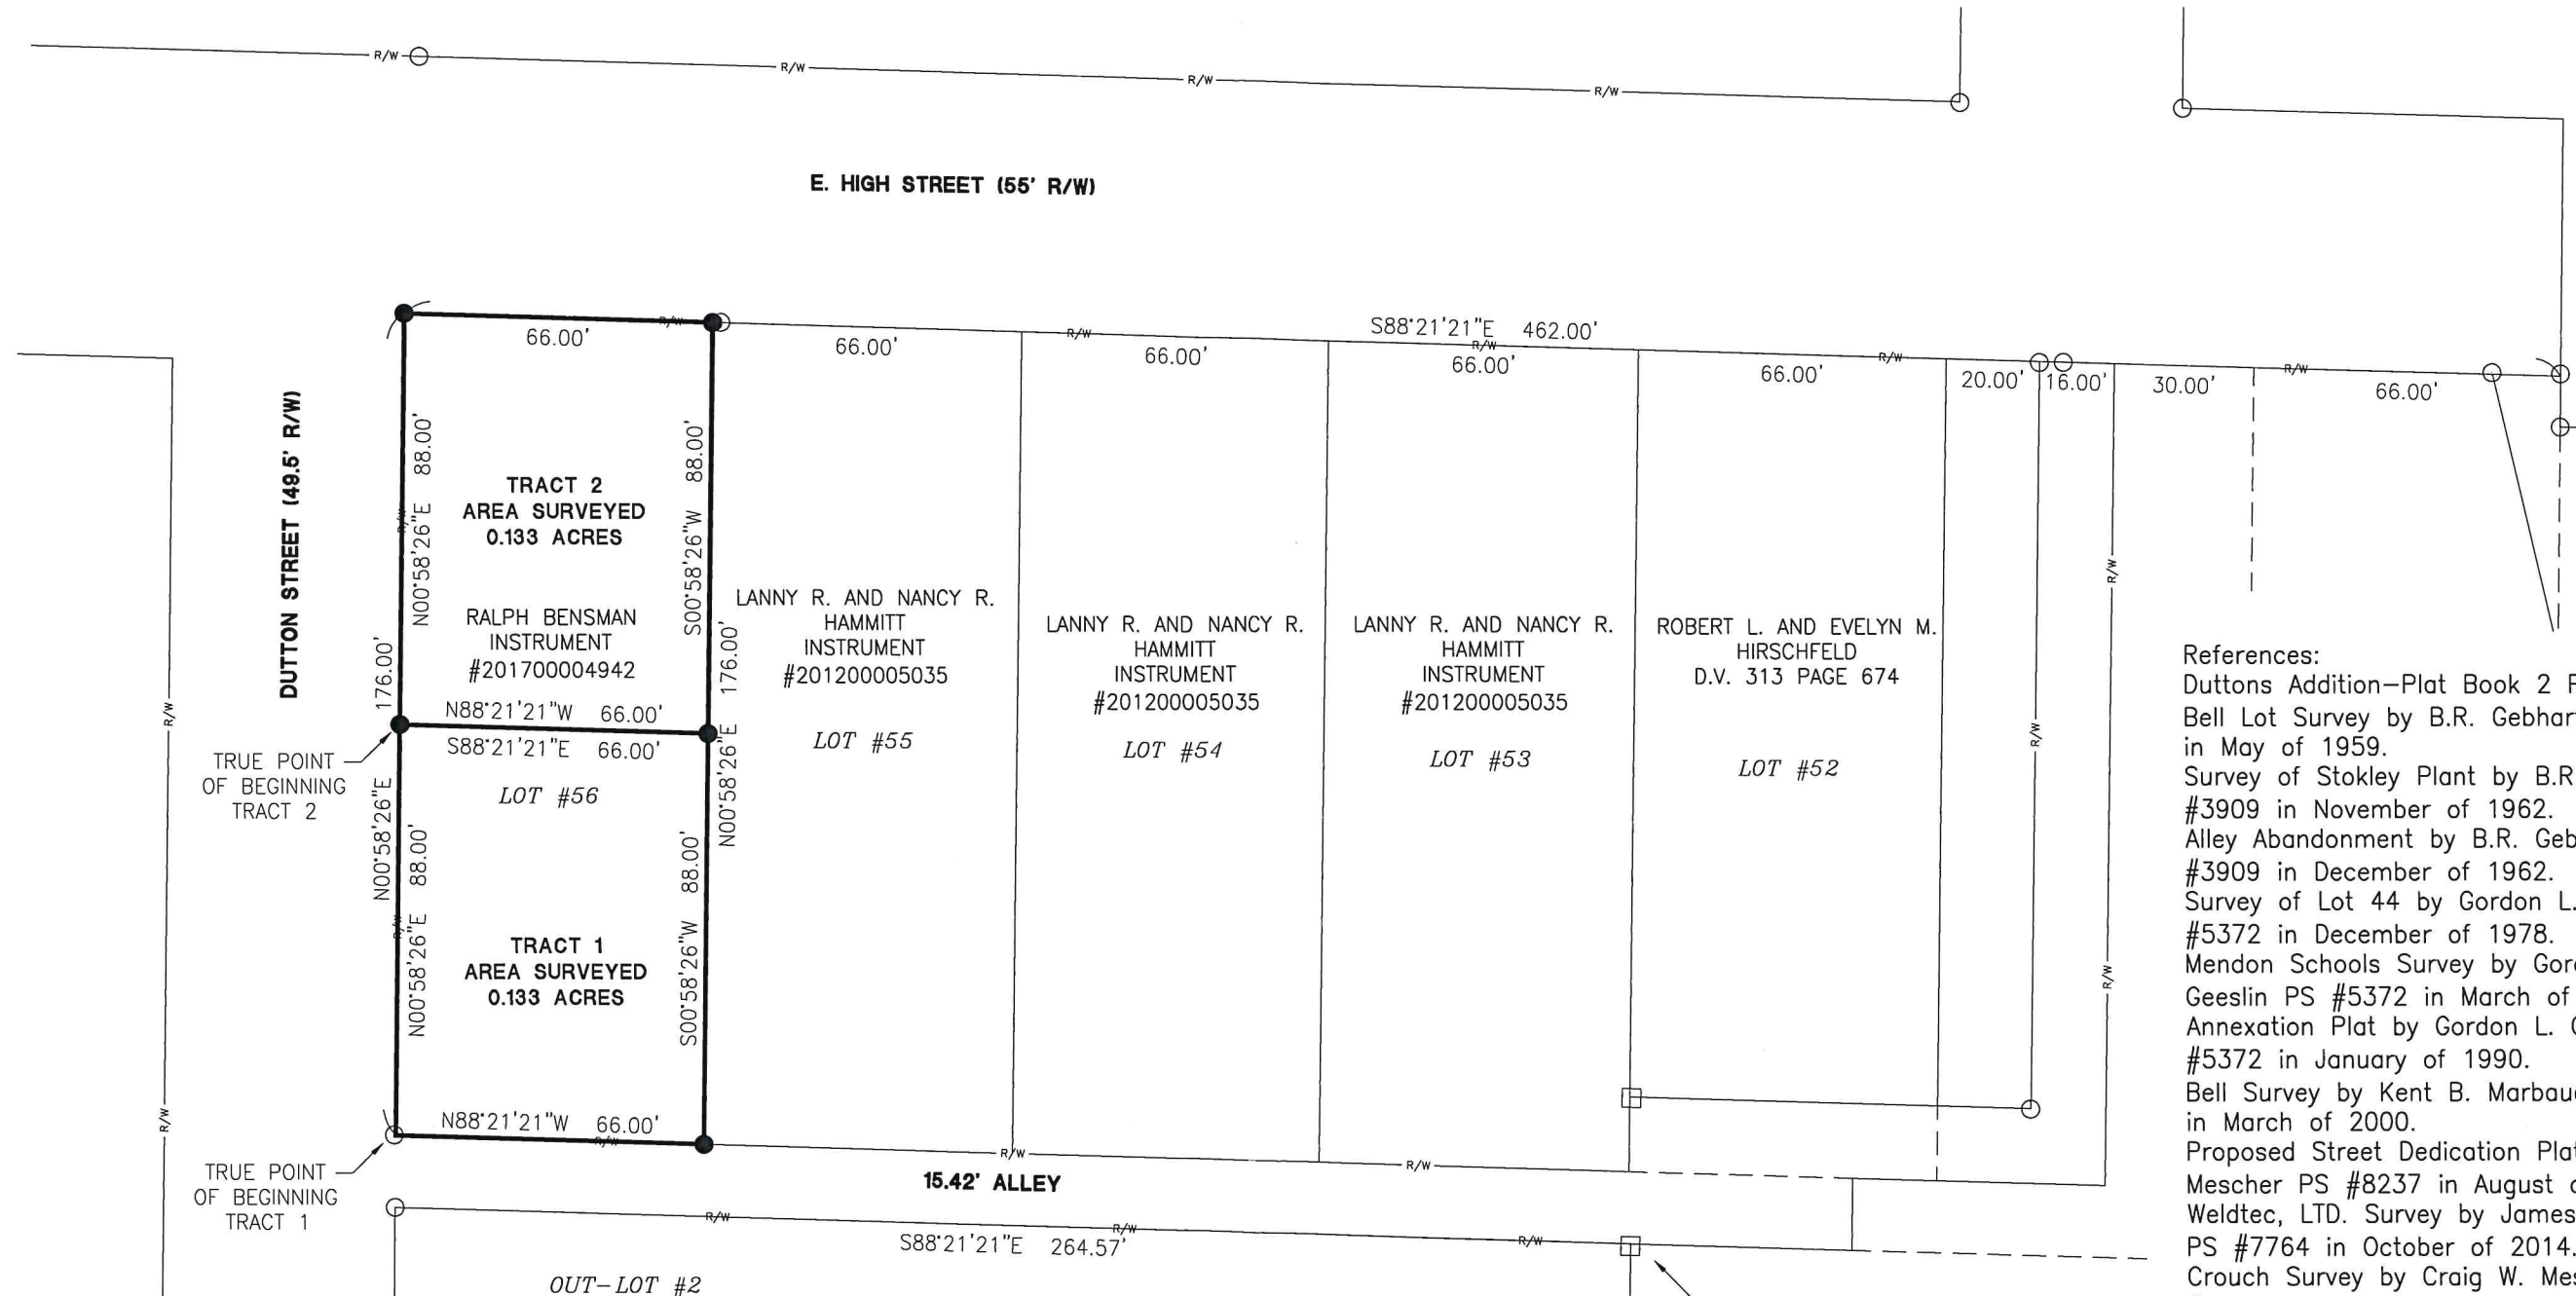 R/W
R/W
R/W
R/W
E. HIGH STREET (55' R/W)
S88°21'21"E 462.00'
R/W
R/W
R/W
R/W
R/W
66.00'
66.00'
66.00'
66.00'
66.00'
20.00'
16.00'
30.00'
66.00'
DUTTON STREET (49.5' R/W)
R/W
R/W
N00°58'26"E 88.00'
S00°58'26"W 88.00'
TRACT 2
AREA SURVEYED
0.133 ACRES
RALPH BENSMAN
INSTRUMENT
#201700004942
N88°21'21"W 66.00'
S88°21'21"E 66.00'
LOT #56
N00°58'26"E 176.00'
N00°58'26"E 176.00'
TRUE POINT
OF BEGINNING
TRACT 2
R/W
N00°58'26"E 88.00'
S00°58'26"W 88.00'
TRACT 1
AREA SURVEYED
0.133 ACRES
N88°21'21"W 66.00'
R/W
R/W
TRUE POINT
OF BEGINNING
TRACT 1
LANNY R. AND NANCY R.
HAMMITT
INSTRUMENT
#201200005035
LOT #55
LANNY R. AND NANCY R.
HAMMITT
INSTRUMENT
#201200005035
LOT #54
LANNY R. AND NANCY R.
HAMMITT
INSTRUMENT
#201200005035
LOT #53
ROBERT L. AND EVELYN M.
HIRSCHFELD
D.V. 313 PAGE 674
LOT #52
R/W
R/W
R/W
R/W
R/W
15.42' ALLEY
R/W
R/W
R/W
S88°21'21"E 264.57'
OUT-LOT #2
References:
Duttons Addition-Plat Book 2
Bell Lot Survey by B.R.
in May of 1959.
Survey of Stokley Plant by B.R.
#3909 in November of 1962.
Alley Abandonment by B.R.
#3909 in December of 1962.
Survey of Lot 44 by Gordon L.
#5372 in December of 1978.
Mendon Schools Survey by
Geeslin PS #5372 in March of
Annexation Plat by Gordon L.
#5372 in January of 1990.
Bell Survey by Kent B.
in March of 2000.
Proposed Street Dedication
Mescher PS #8237 in August
Weldtec, LTD. Survey by James
PS #7764 in October of 2014.
Crouch Survey by Craig W.